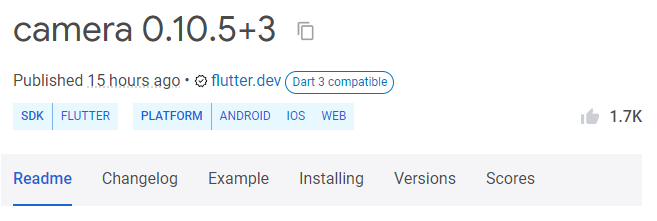 camera 0.10.5+3
Published 15 hours ago • flutter.dev Dart 3 compatible
SDK FLUTTER PLATFORM ANDROID IOS WEB 1.7K
Readme Changelog Example Installing Versions Scores